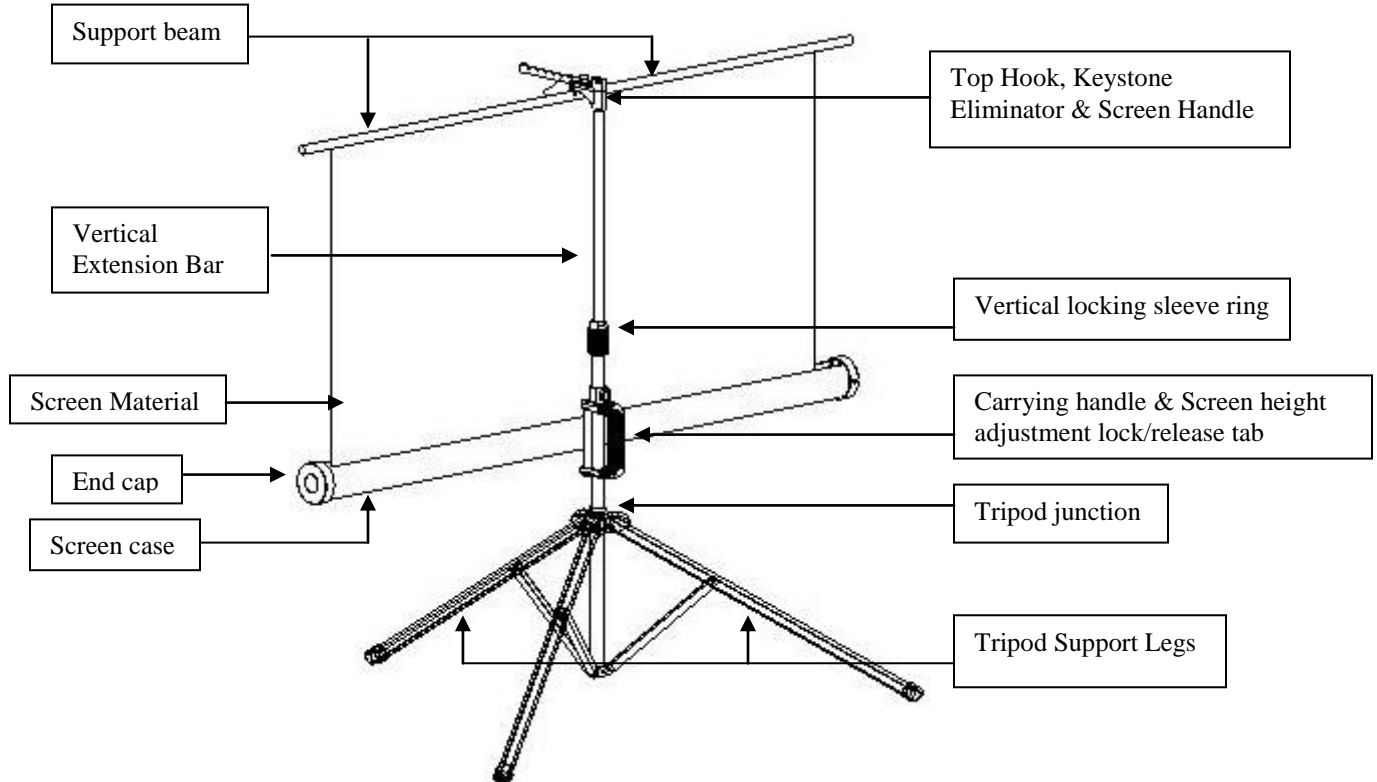 Support beam
Top Hook, Keystone
Eliminator & Screen Handle
Vertical
Extension Bar
Vertical locking sleeve ring
Screen Material
Carrying handle & Screen height
adjustment lock/release tab
End cap
Tripod junction
Screen case
Tripod Support Legs